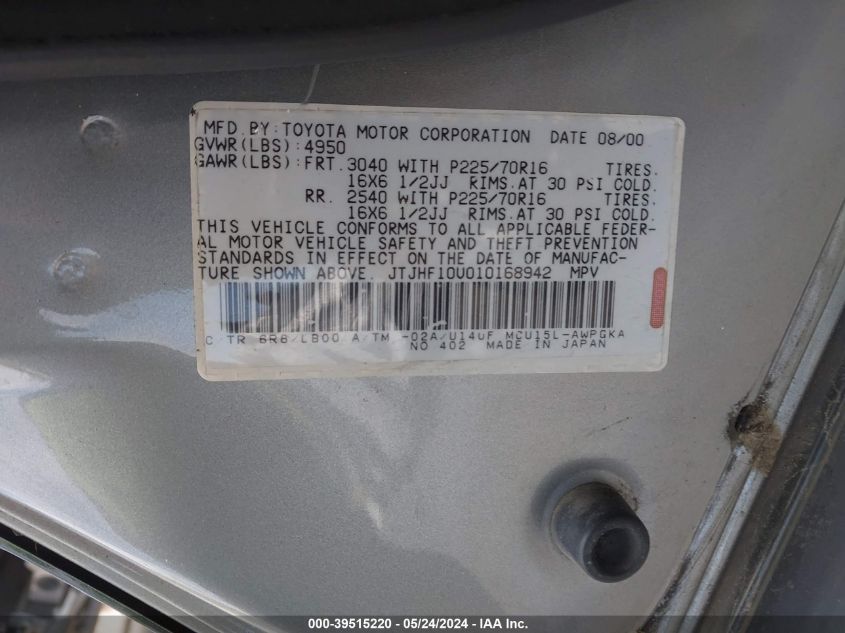 MFD.BY:TOYOTA MOTOR CORPORATION DATE 08/00
GVWR(LBS):4950
GAWR(LBS):FRT.3040 WITH P225/70R16 TIRES.
16X6 1/2JJ RIMS.AT 30 PSI COLD.
RR. 2540 WITH P225/70R16 TIRES.
16X6 1/2JJ RIMS.AT 30 PSI COLD.
THIS VEHICLE CONFORMS TO ALL APPLICABLE FEDER-
AL MOTOR VEHICLE SAFETY AND THEFT PREVENTION
STANDARDS IN EFFECT ON THE DATE OF MANUFAC-
TURE SHOWN ABOVE. JTJHF10U010168942 MPV
C/TR 6R8/LB00 A/TM -02A/U140F MCU15L-AWPGKA
NO 402 MADE IN JAPAN
000-39515220 - 05/24/2024 - IAAI.com